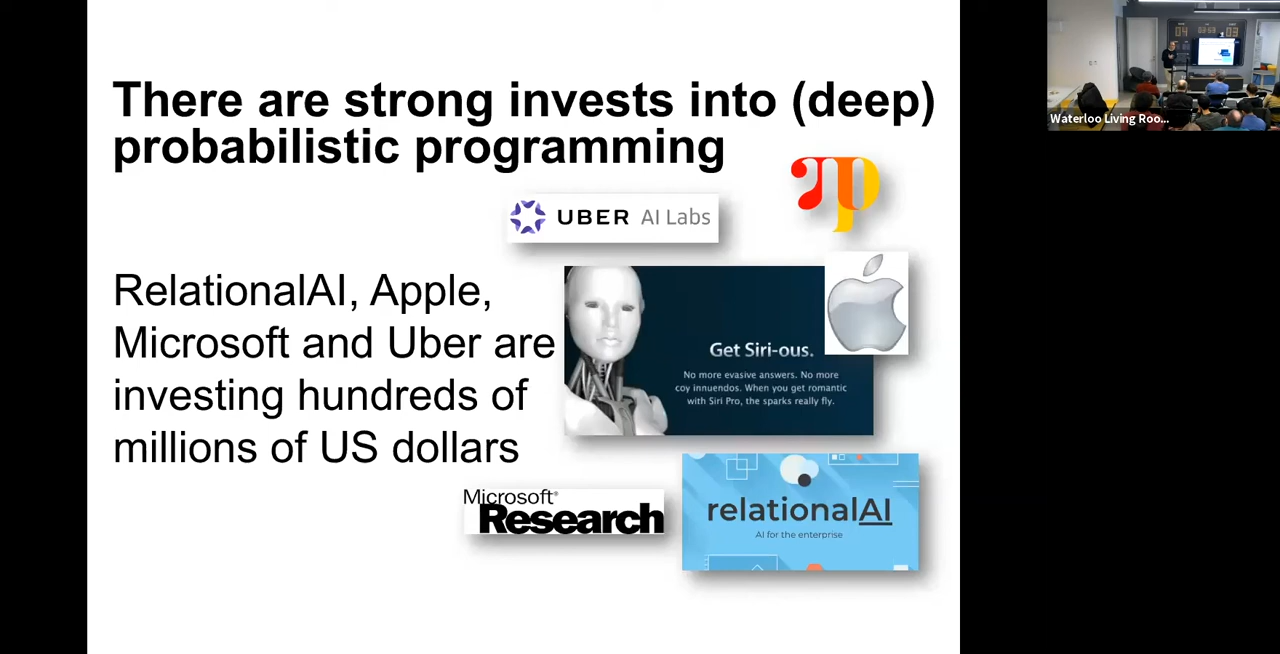 There are strong invests into (deep)
probabilistic programming
UBER AI Labs
RelationalAI, Apple,
Microsoft and Uber are
investing hundreds of
millions of US dollars
Get Siri-ous.
No more evasive answers. No more
coy innuendos. When you get romantic
with Siri Pro, the sparks really fly.
Microsoft®
Research
relationalAI
AI for the enterprise
Waterloo Living Roo...